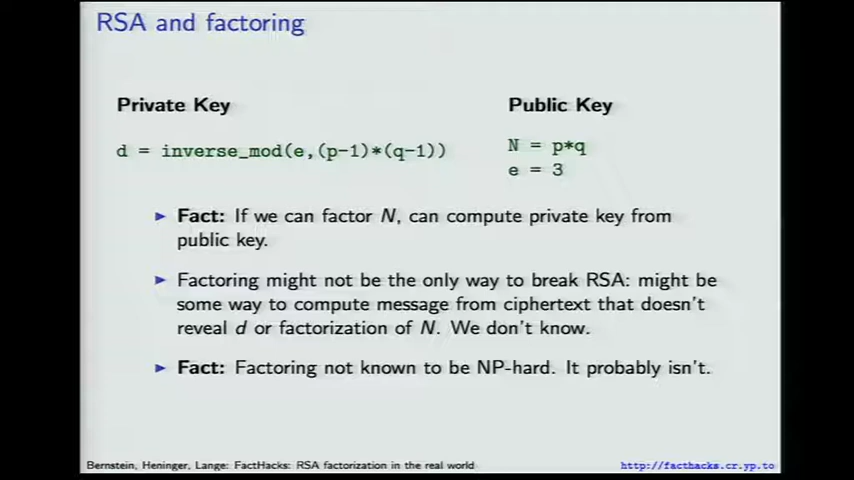 RSA and factoring
Private Key
d = inverse_mod(e,(p-1)*(q-1))
Public Key
N = p*q
e = 3
► Fact: If we can factor N, can compute private key from
public key.
► Factoring might not be the only way to break RSA: might be
some way to compute message from ciphertext that doesn't
reveal d or factorization of N. We don't know.
► Fact: Factoring not known to be NP-hard. It probably isn't.
Bernstein, Heninger, Lange: FactHacks: RSA factorization in the real world
http://facthacks.cr.yp.to